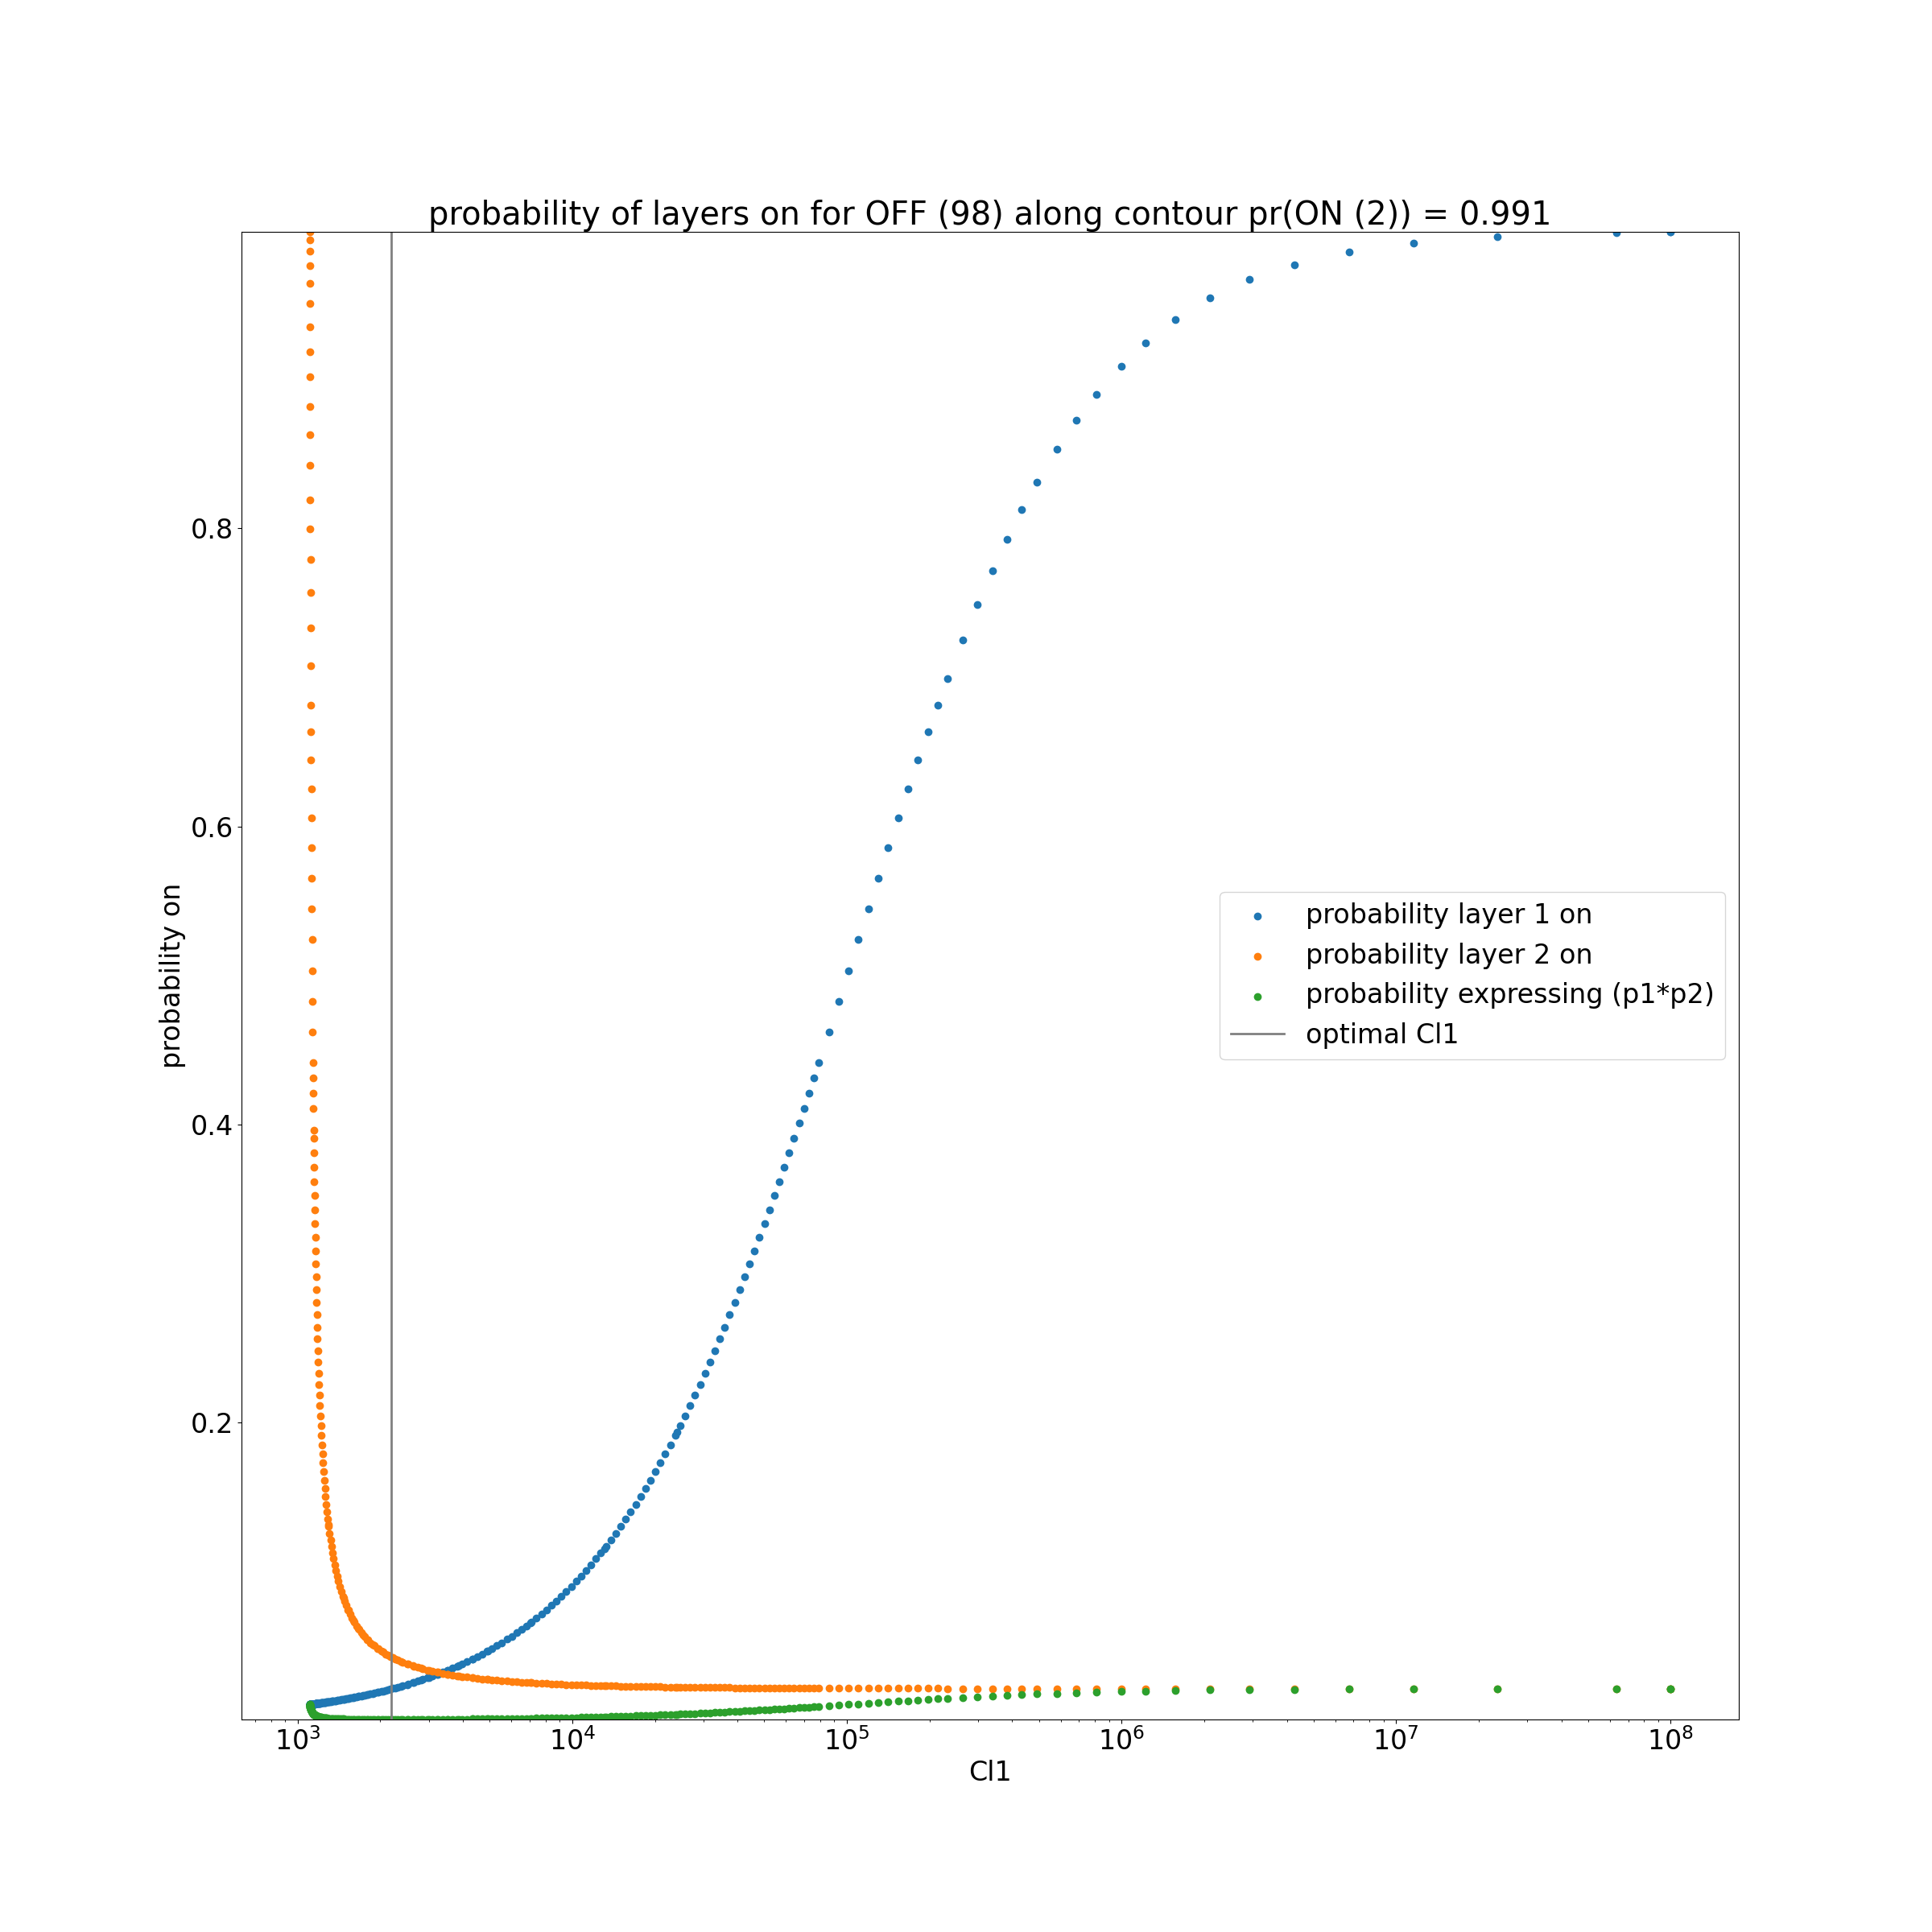 probability of layers on for OFF (98) along contour pr(ON (2)) = 0.991
probability on
0.8
0.6
0.4
0.2
probability layer 1 on
probability layer 2 on
probability expressing (p1*p2)
optimal Cl1
10³ 10⁴ 10⁵ 10⁶ 10⁷ 10⁸
Cl1